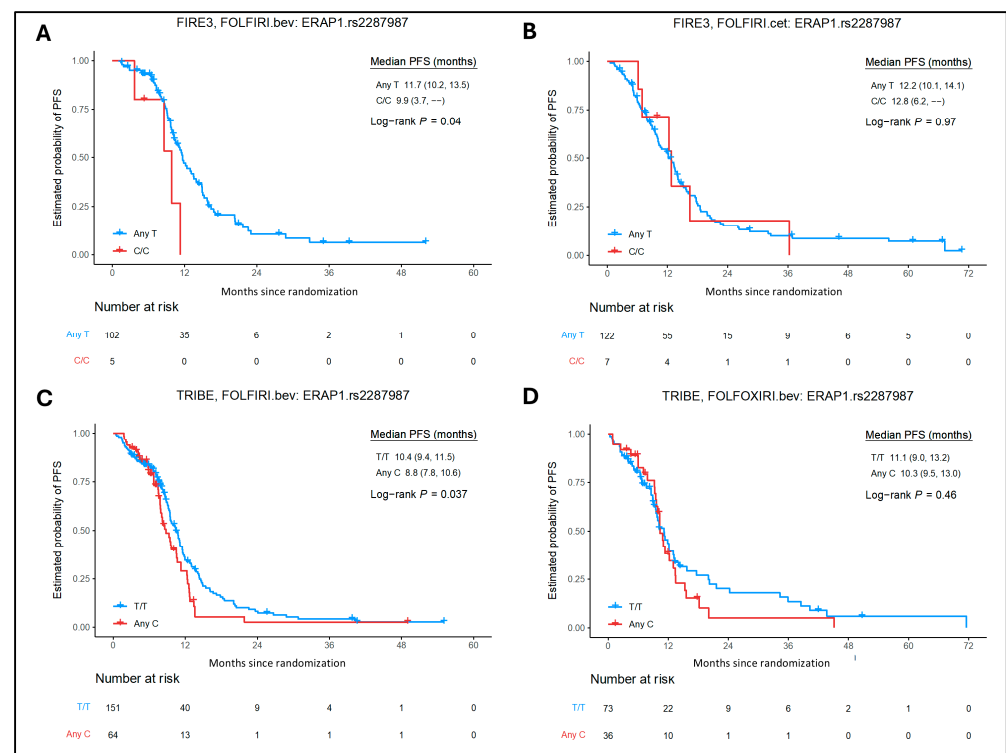 A
FIRE3, FOLFIRI.bev: ERAP1.rs2287987
Estimated probability of PFS
1.00
0.75
0.50
0.25
0.00
Median PFS (months)
Any T 11.7 (10.2, 13.5)
C/C 9.9 (3.7, −−)
Log−rank P = 0.04
Any T
C/C
0 12 24 36 48 60
Months since randomization
Number at risk
Any T 102 35 6 2 1 0
C/C 5 0 0 0 0 0
B
FIRE3, FOLFIRI.cet: ERAP1.rs2287987
Estimated probability of PFS
1.00
0.75
0.50
0.25
0.00
Median PFS (months)
Any T 12.2 (10.1, 14.1)
C/C 12.8 (6.2, −−)
Log−rank P = 0.97
Any T
C/C
0 12 24 36 48 60 72
Months since randomization
Number at risk
Any T 122 55 15 9 6 5 0
C/C 7 4 1 1 0 0 0
C
TRIBE, FOLFIRI.bev: ERAP1.rs2287987
Estimated probability of PFS
1.00
0.75
0.50
0.25
0.00
Median PFS (months)
T/T 10.4 (9.4, 11.5)
Any C 8.8 (7.8, 10.6)
Log−rank P = 0.037
T/T
Any C
0 12 24 36 48 60
Months since randomization
Number at risk
T/T 151 40 9 4 1 0
Any C 64 13 1 1 1 0
D
TRIBE, FOLFOXIRI.bev: ERAP1.rs2287987
Estimated probability of PFS
1.00
0.75
0.50
0.25
0.00
Median PFS (months)
T/T 11.1 (9.0, 13.2)
Any C 10.3 (9.5, 13.0)
Log−rank P = 0.46
T/T
Any C
0 12 24 36 48 60 72
Months since randomization
Number at risk
T/T 73 22 9 6 2 1 0
Any C 36 10 1 1 0 0 0